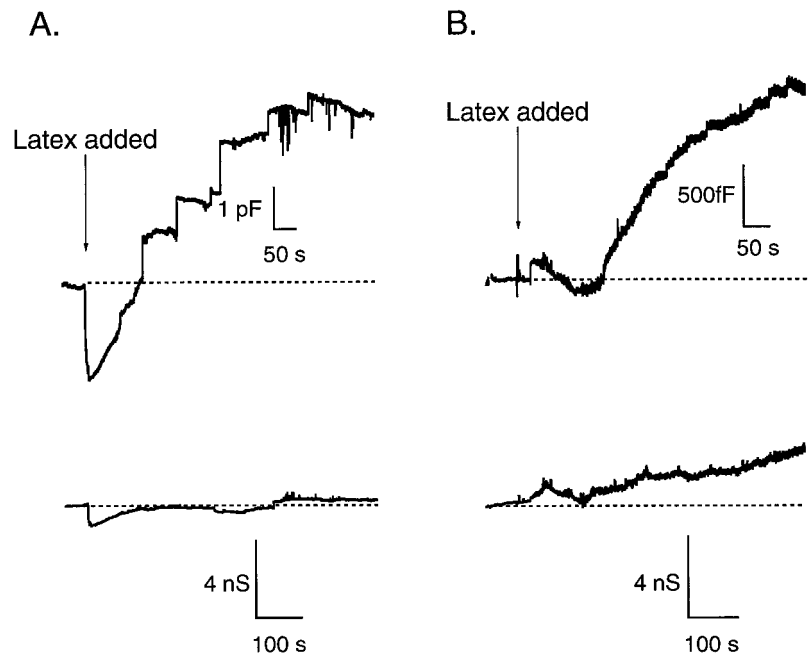 A.
Latex added
1 pF
50 s
4 nS
100 s
B.
Latex added
500fF
50 s
4 nS
100 s